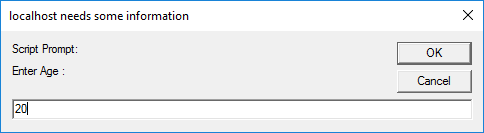 localhost needs some information
Script Prompt:
OK
Enter Age :
Cancel
20